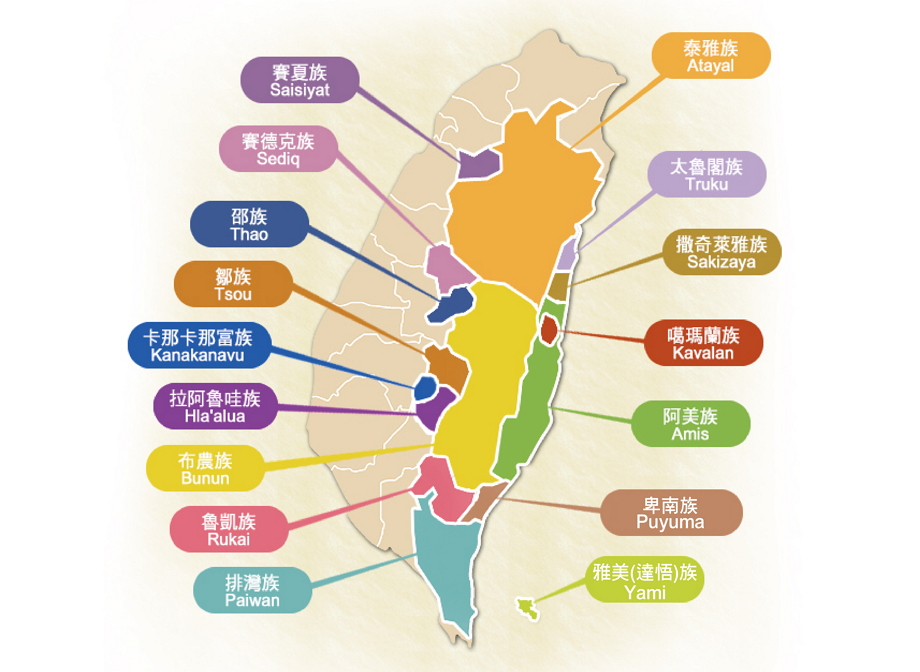 泰雅族
Atayal
賽夏族
Saisiyat
賽德克族
Sediq
太魯閣族
Truku
邵族
Thao
撒奇萊雅族
Sakizaya
鄒族
Tsou
卡那卡那富族
Kanakanavu
噶瑪蘭族
Kavalan
拉阿魯哇族
Hla'alua
阿美族
Amis
布農族
Bunun
卑南族
Puyuma
魯凱族
Rukai
雅美(達悟)族
Yami
排灣族
Paiwan